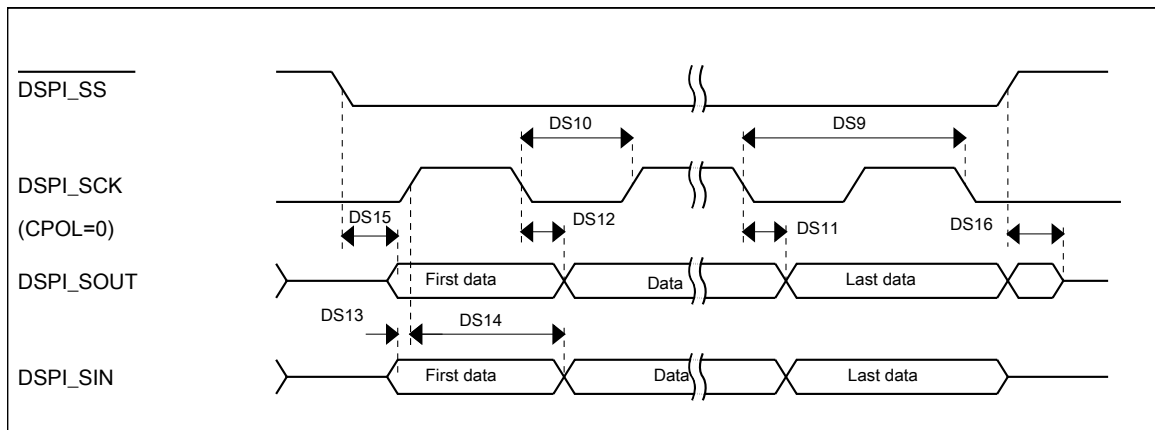 DSPI_SS
DS10
DS9
DSPI_SCK
(CPOL=0)
DS15
DS12
DS11
DS16
DSPI_SOUT
First data
Data
Last data
DS13
DS14
DSPI_SIN
First data
Data
Last data